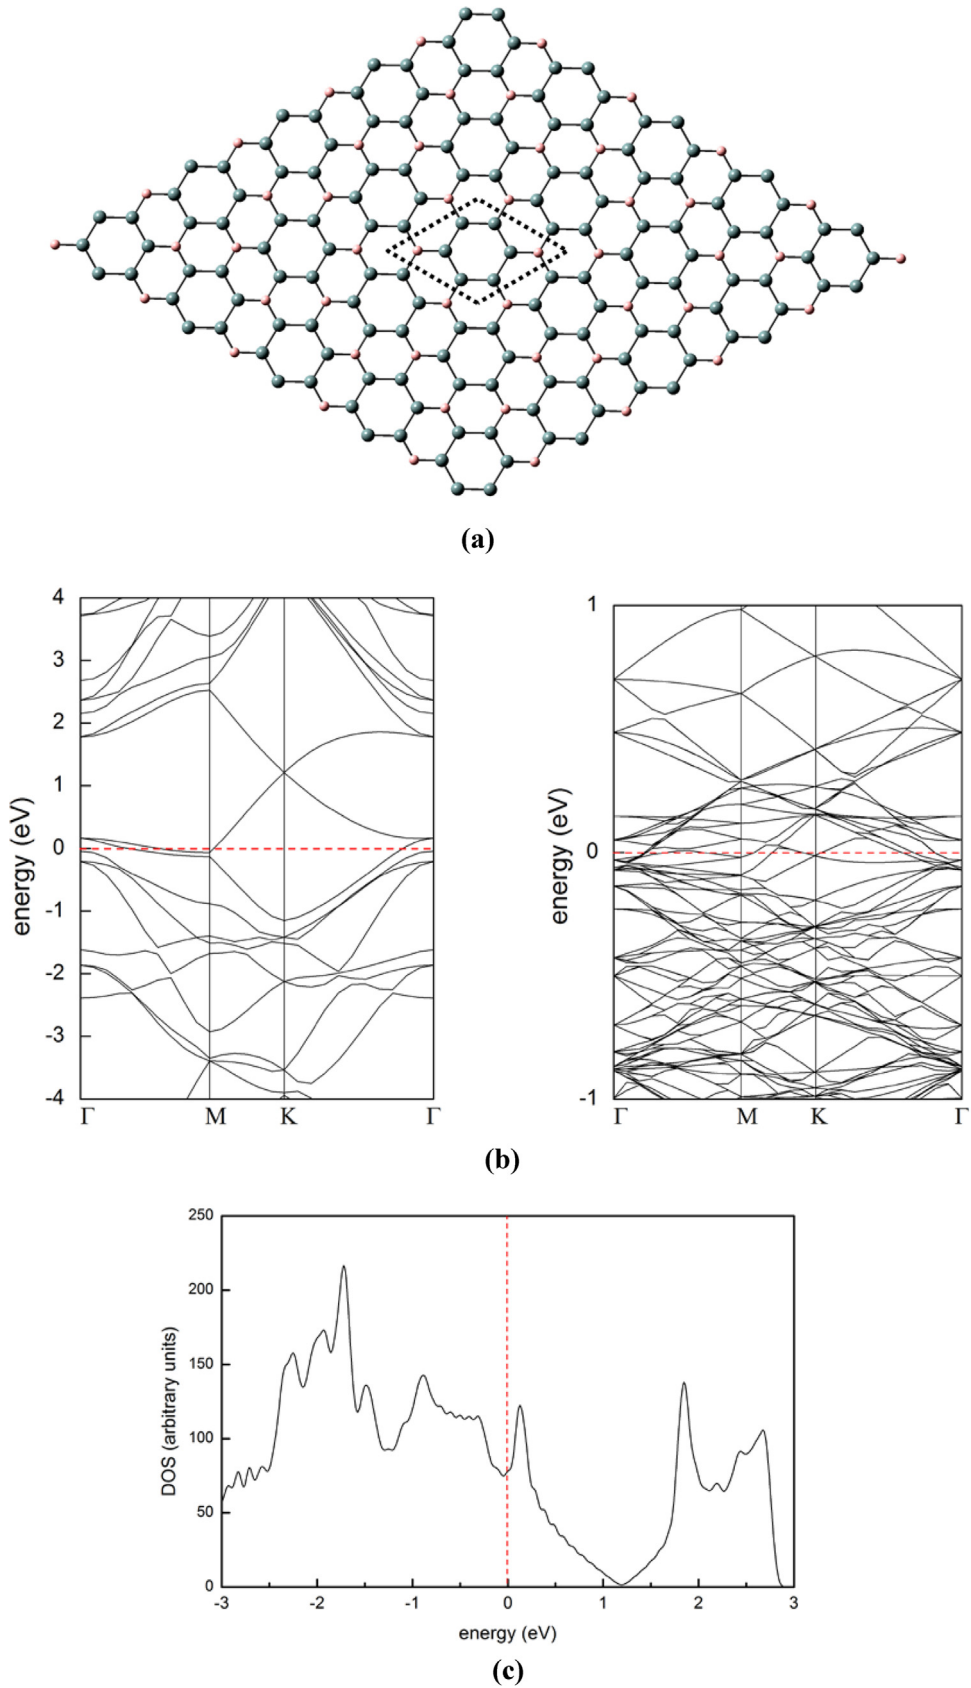 (a)
4
3
2
1
0
-1
-2
-3
-4
energy (eV)
Γ M K Γ
1
0
-1
energy (eV)
Γ M K Γ
(b)
250
200
150
100
50
0
DOS (arbitrary units)
-3 -2 -1 0 1 2 3
energy (eV)
(c)